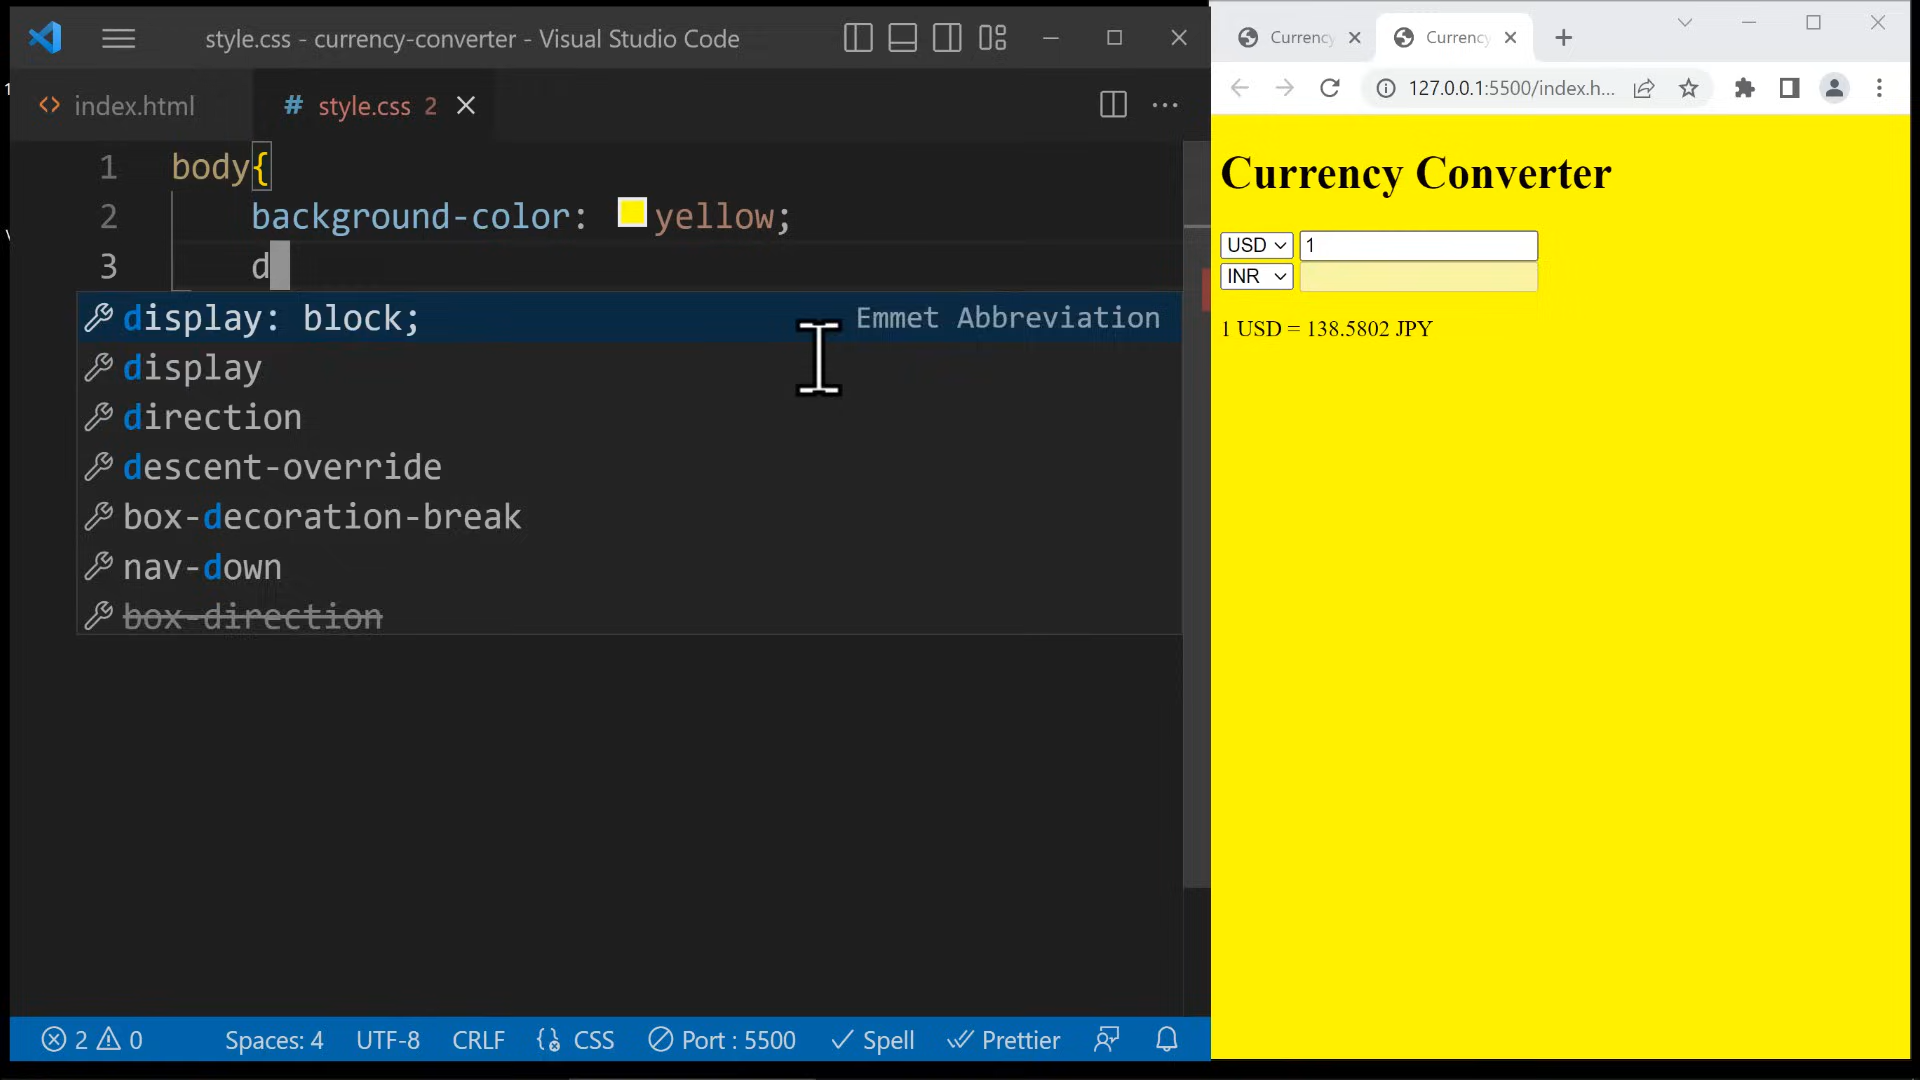 style.css - currency-converter - Visual Studio Code
index.html
# style.css 2
1 body{
2 background-color: yellow;
3 d
display: block; Emmet Abbreviation
display
direction
descent-override
box-decoration-break
nav-down
box-direction
2 0 Spaces: 4 UTF-8 CRLF CSS Port : 5500 Spell Prettier
Currency
Currency
127.0.0.1:5500/index.h...
Currency Converter
USD 1
INR
1 USD = 138.5802 JPY